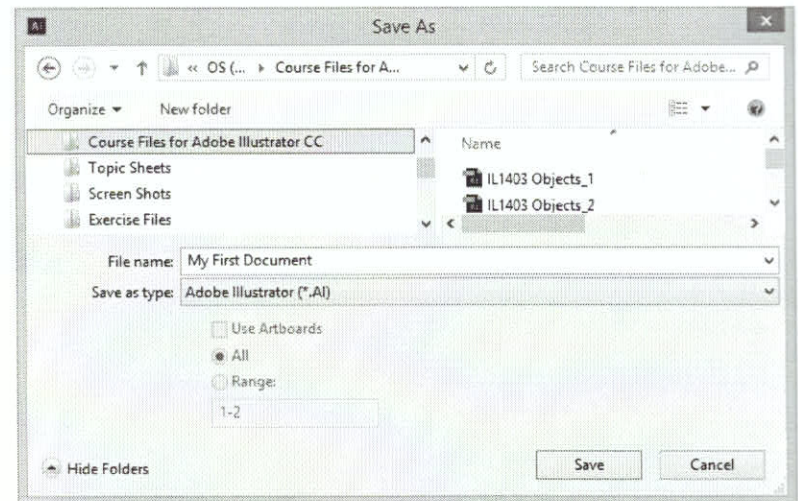 Ai Save As
« OS (... Course Files for A... Search Course Files for Adobe...
Organize New folder
Course Files for Adobe Illustrator CC
Topic Sheets
Screen Shots
Exercise Files
Name
IL1403 Objects_1
IL1403 Objects_2
File name: My First Document
Save as type: Adobe Illustrator (*.AI)
Use Artboards
All
Range:
1-2
Hide Folders Save Cancel